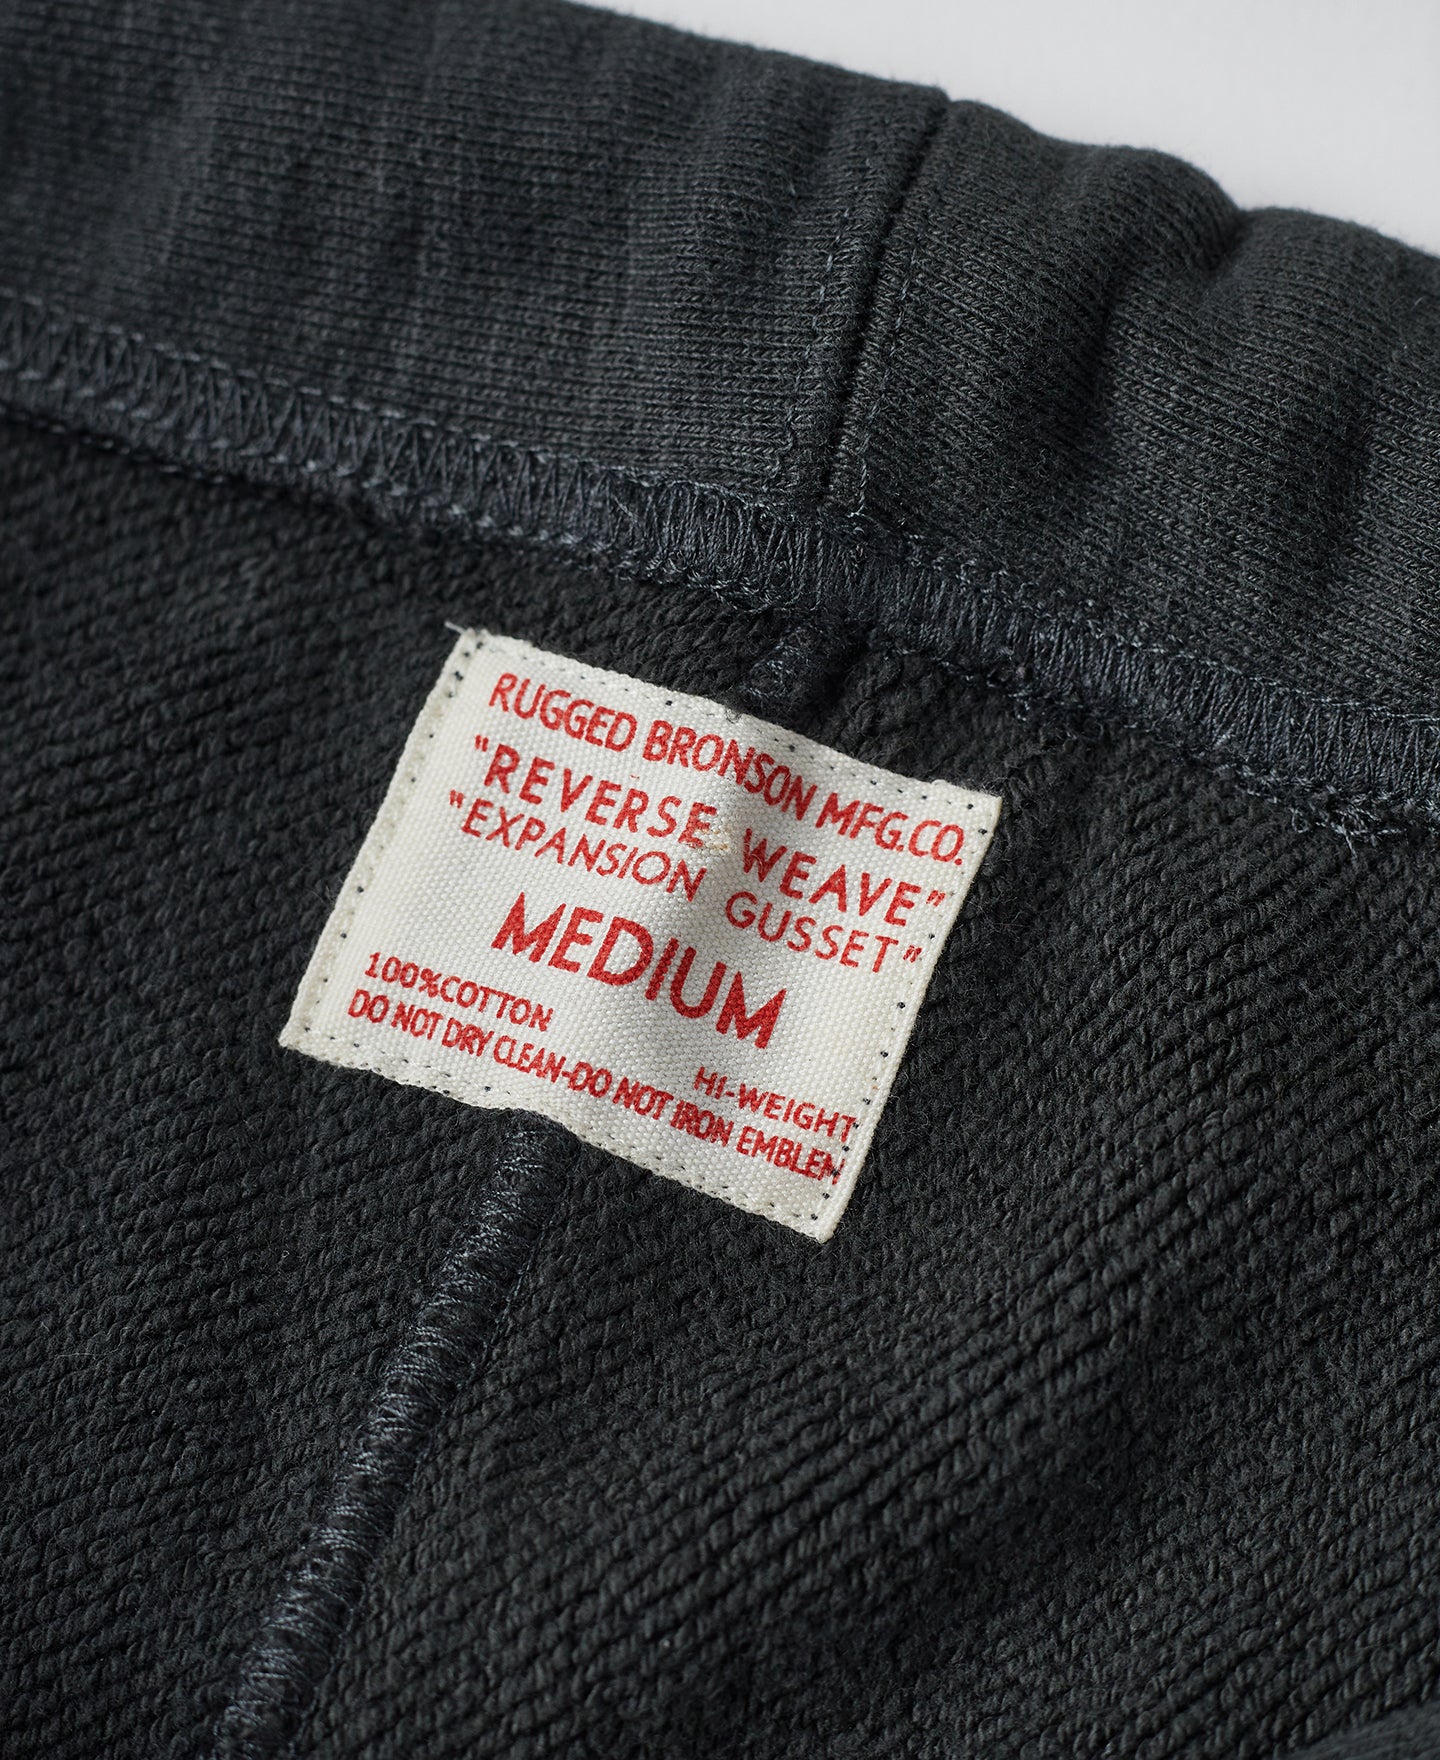 RUGGED BRONSON MFG.CO.
"REVERSE WEAVE"
"EXPANSION GUSSET"
MEDIUM
100%COTTON
HI-WEIGHT
DO NOT DRY CLEAN-DO NOT IRON EMBLEM